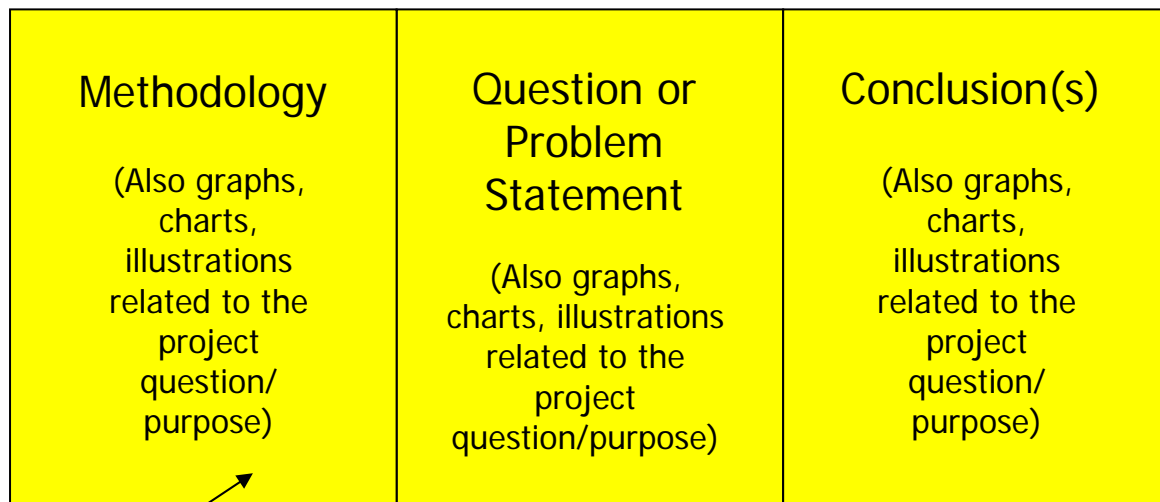 Methodology
(Also graphs,
charts,
illustrations
related to the
project
question/
purpose)
Question or
Problem
Statement
(Also graphs,
charts, illustrations
related to the
project
question/purpose)
Conclusion(s)
(Also graphs,
charts,
illustrations
related to the
project
question/
purpose)